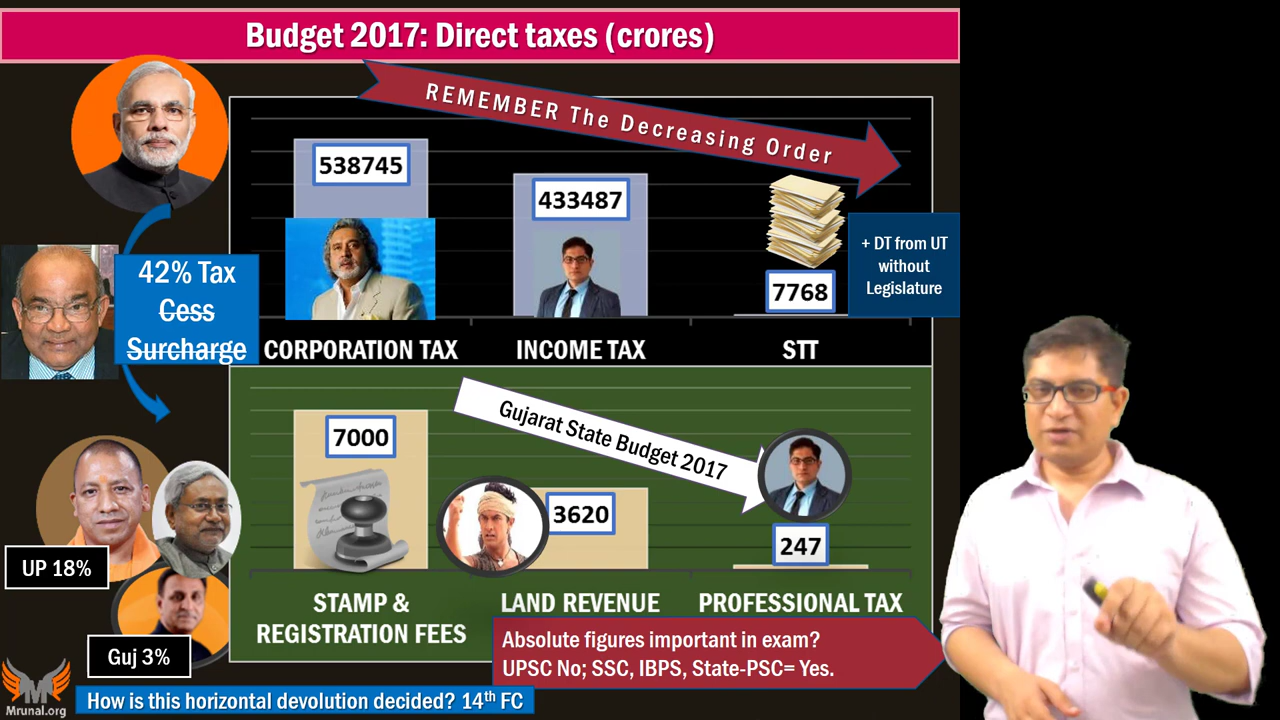 Budget 2017: Direct taxes (crores)
REMEMBER The Decreasing Order
538745
433487
7768
+ DT from UT
without
Legislature
42% Tax
Cess
Surcharge
CORPORATION TAX
INCOME TAX
STT
Gujarat State Budget 2017
7000
3620
247
UP 18%
Guj 3%
STAMP &
REGISTRATION FEES
LAND REVENUE
PROFESSIONAL TAX
Absolute figures important in exam?
UPSC No; SSC, IBPS, State-PSC= Yes.
How is this horizontal devolution decided? 14th FC
Mrunal.org